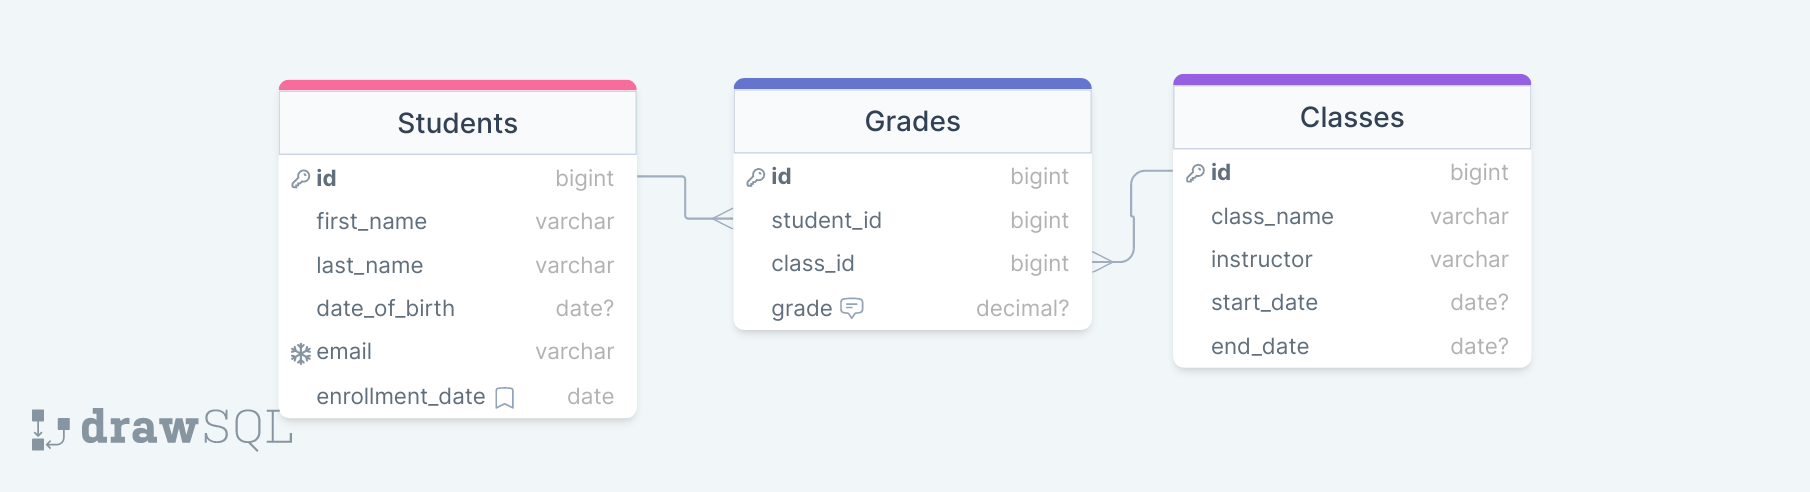 Students
id bigint
first_name varchar
last_name varchar
date_of_birth date?
email varchar
enrollment_date date
Grades
id bigint
student_id bigint
class_id bigint
grade decimal?
Classes
id bigint
class_name varchar
instructor varchar
start_date date?
end_date date?
drawSQL